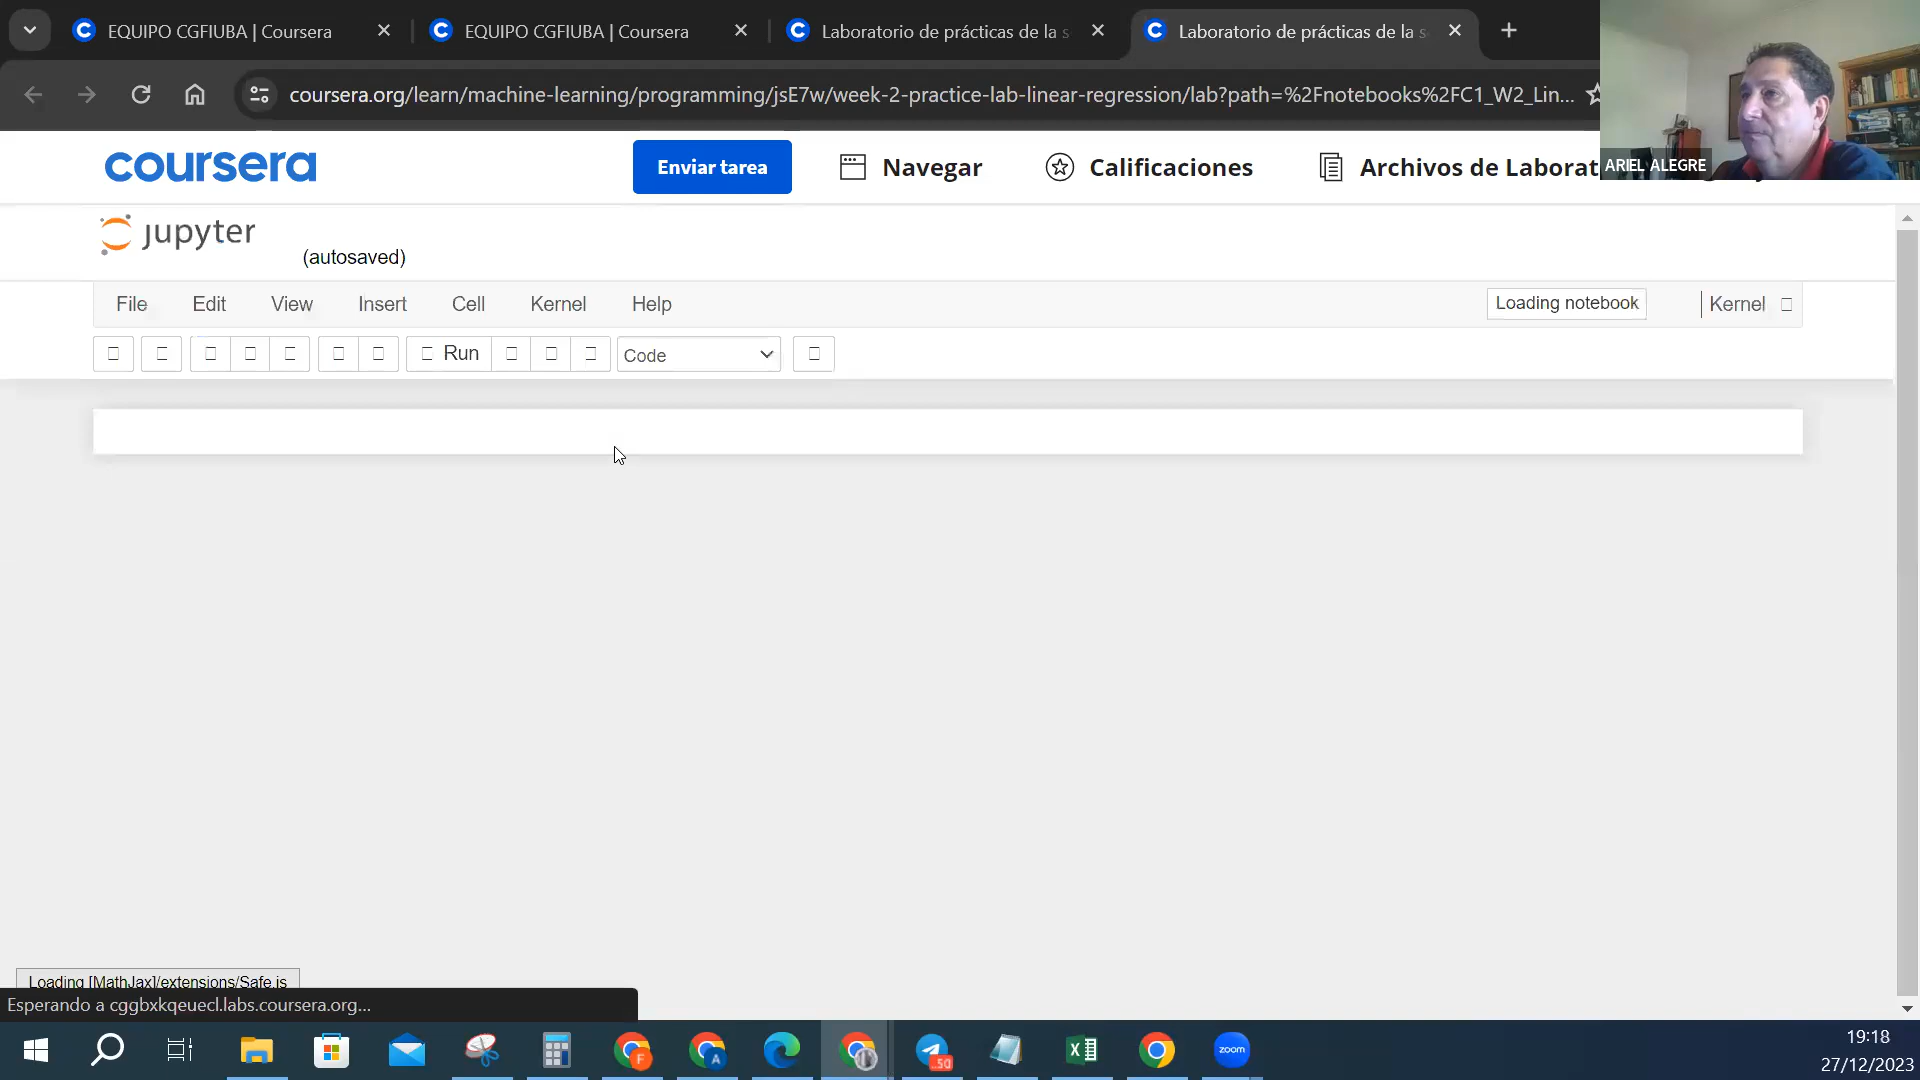 EQUIPO CGFIUBA | Coursera
EQUIPO CGFIUBA | Coursera
Laboratorio de prácticas de la s
Laboratorio de prácticas de la s
coursera.org/learn/machine-learning/programming/jsE7w/week-2-practice-lab-linear-regression/lab?path=%2Fnotebooks%2FC1_W2_Lin...
ARIEL ALEGRE
coursera
Enviar tarea
Navegar
Calificaciones
Archivos de Laborat
jupyter
(autosaved)
File Edit View Insert Cell Kernel Help
Loading notebook
Kernel
Run
Code
Loading [MathJax]/extensions/Safe.js
Esperando a cggbxkqeuecl.labs.coursera.org...
F
A
zoom
19:18
27/12/2023